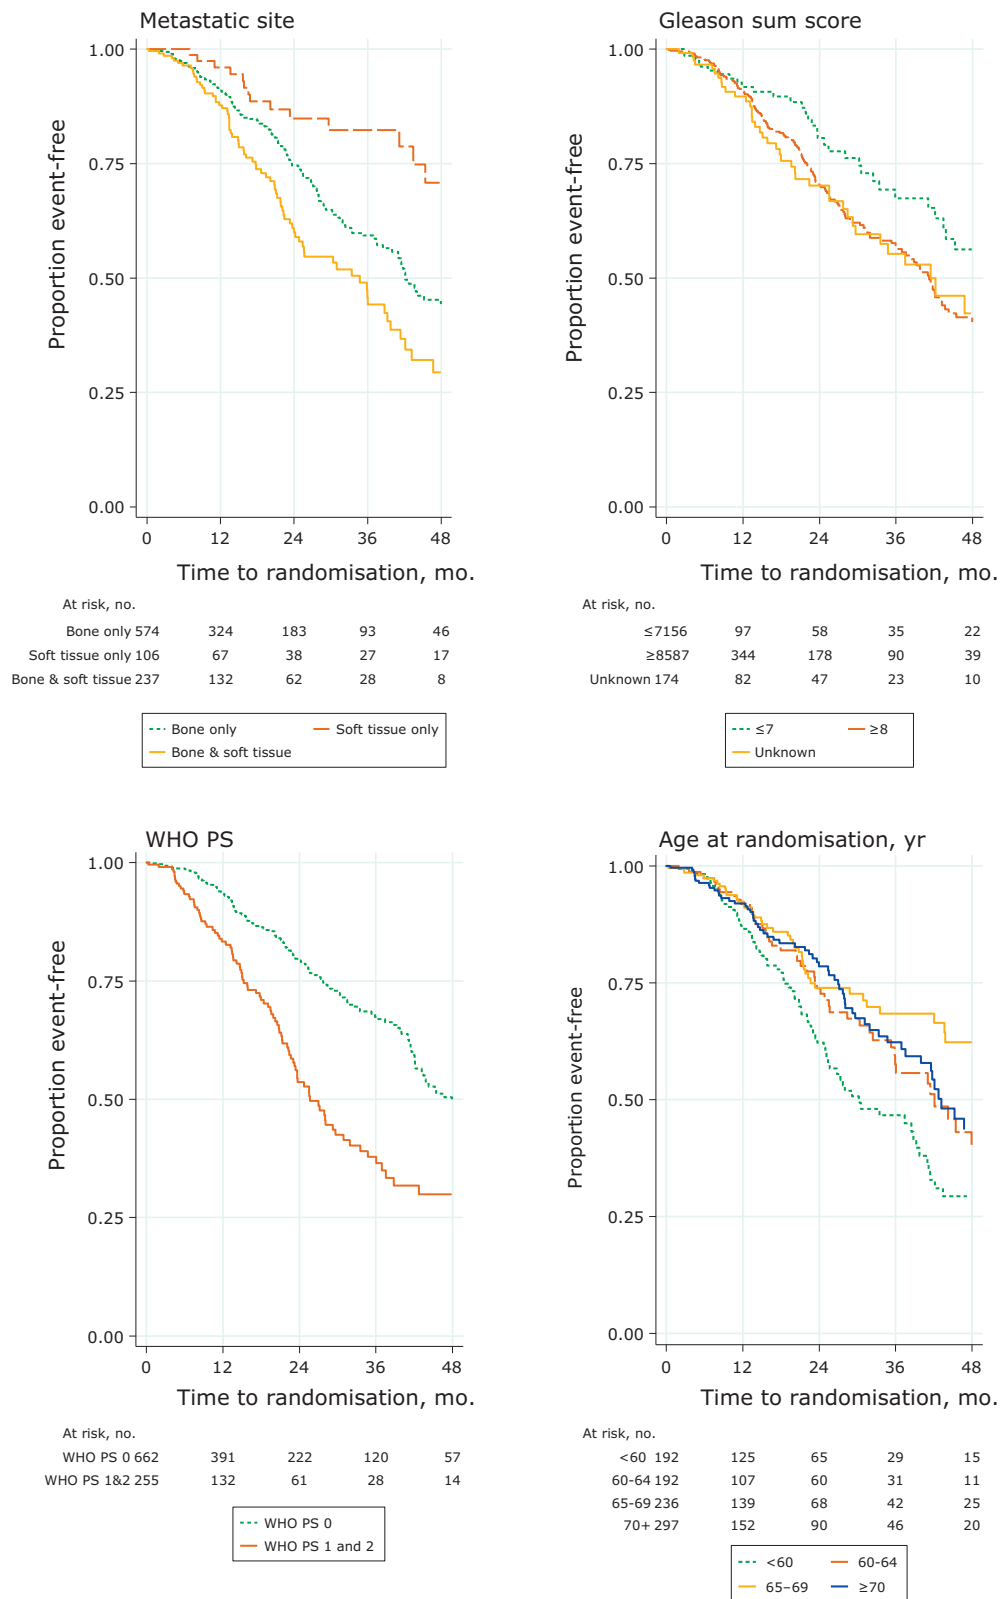 Metastatic site
Proportion event-free
1.00
0.75
0.50
0.25
0.00
0 12 24 36 48
Time to randomisation, mo.
At risk, no.
Bone only 574 324 183 93 46
Soft tissue only 106 67 38 27 17
Bone & soft tissue 237 132 62 28 8
Bone only Soft tissue only
Bone & soft tissue
Gleason sum score
Proportion event-free
1.00
0.75
0.50
0.25
0.00
0 12 24 36 48
Time to randomisation, mo.
At risk, no.
≤7156 97 58 35 22
≥8587 344 178 90 39
Unknown 174 82 47 23 10
≤7 ≥8
Unknown
WHO PS
Proportion event-free
1.00
0.75
0.50
0.25
0.00
0 12 24 36 48
Time to randomisation, mo.
At risk, no.
WHO PS 0 662 391 222 120 57
WHO PS 1&2 255 132 61 28 14
WHO PS 0
WHO PS 1 and 2
Age at randomisation, yr
Proportion event-free
1.00
0.75
0.50
0.25
0.00
0 12 24 36 48
Time to randomisation, mo.
At risk, no.
<60 192 125 65 29 15
60-64 192 107 60 31 11
65-69 236 139 68 42 25
70+ 297 152 90 46 20
<60 60-64
65–69 ≥70